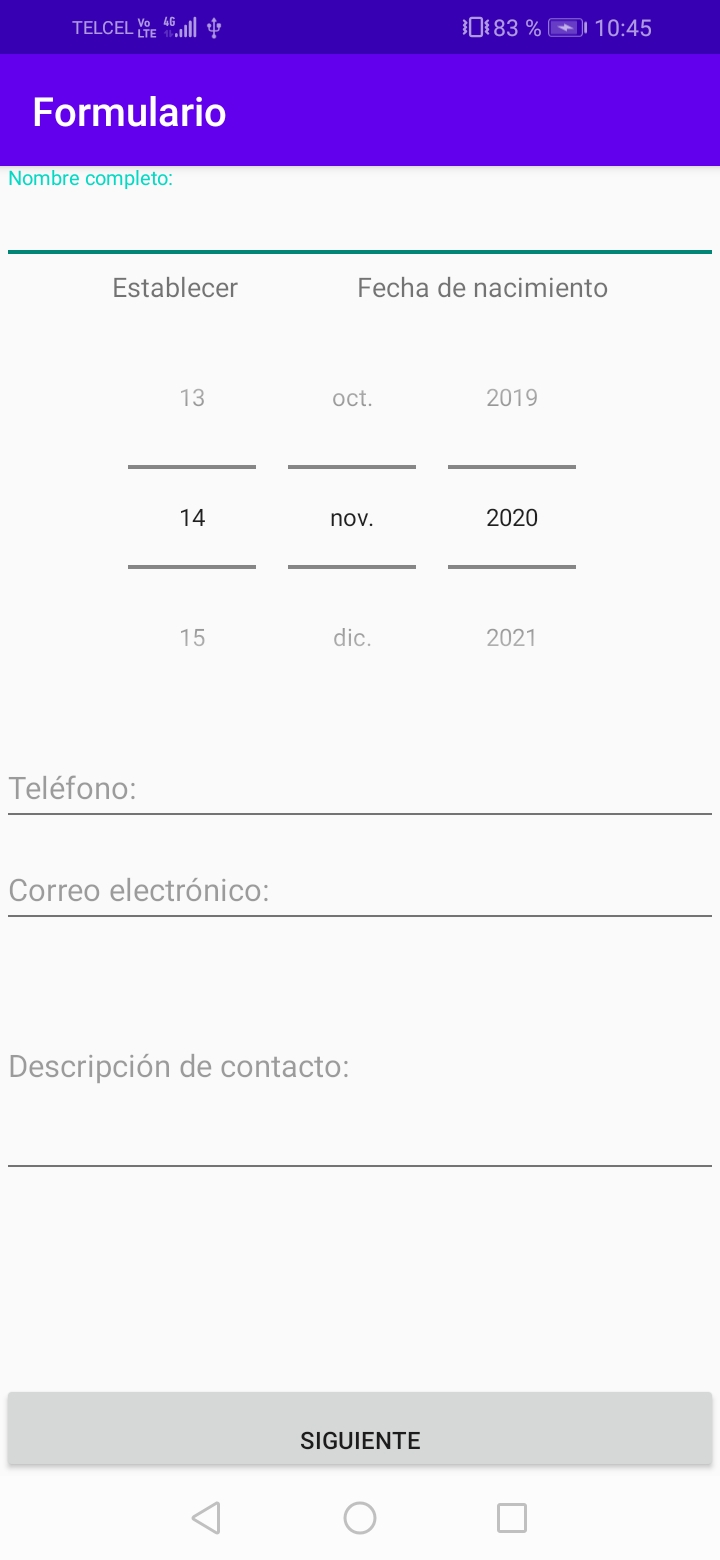 TELCEL Vo LTE 4G 83 % 10:45
Formulario
Nombre completo:
Establecer Fecha de nacimiento
13 oct. 2019
14 nov. 2020
15 dic. 2021
Teléfono:
Correo electrónico:
Descripción de contacto:
SIGUIENTE